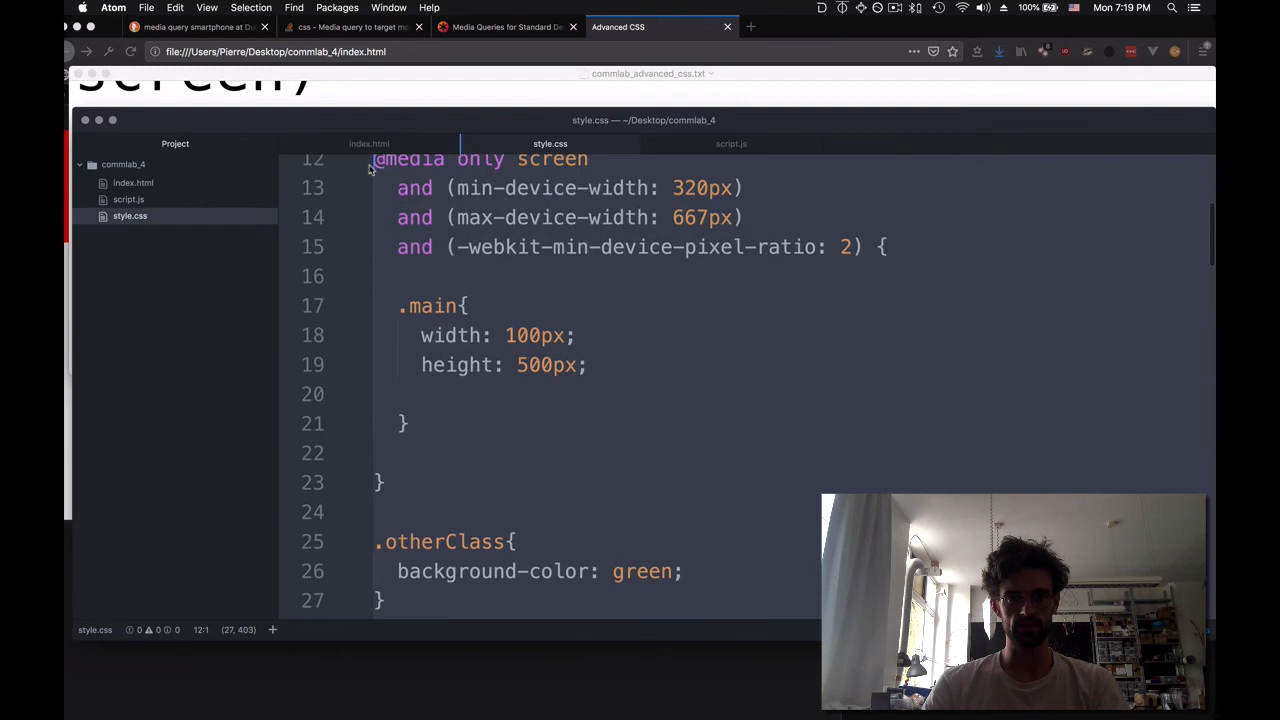 Atom File Edit View Selection Find Packages Window Help 100% Mon 7:19 PM
media query smartphone at Du css - Media query to target mo Media Queries for Standard De Advanced CSS
file:///Users/Pierre/Desktop/commlab_4/index.html
screen)
commlab_advanced_css.txt
style.css — ~/Desktop/commlab_4
Project index.html style.css script.js
commlab_4
index.html
script.js
style.css
12 @media only screen
13 and (min-device-width: 320px)
14 and (max-device-width: 667px)
15 and (-webkit-min-device-pixel-ratio: 2) {
16
17 .main{
18 width: 100px;
19 height: 500px;
20
21 }
22
23 }
24
25 .otherClass{
26 background-color: green;
27 }
style.css 0 0 0 12:1 (27, 403)